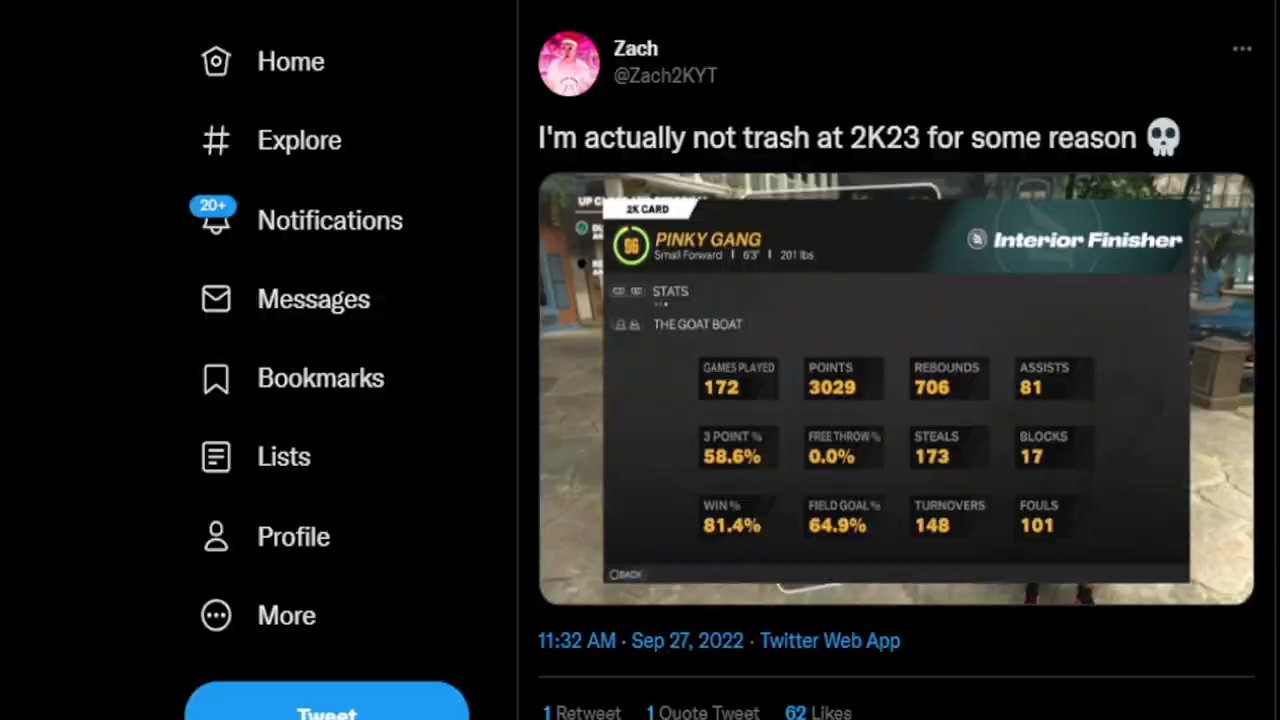 Home
Explore
20+
Notifications
Messages
Bookmarks
Lists
Profile
More
Tweet
Zach
@Zach2KYT
I'm actually not trash at 2K23 for some reason 💀
2K CARD
96 PINKY GANG
Small Forward | 6'3" | 201 lbs
Interior Finisher
STATS
THE GOAT BOAT
GAMES PLAYED POINTS REBOUNDS ASSISTS
172 3029 706 81
3 POINT % FREE THROW % STEALS BLOCKS
58.6% 0.0% 173 17
WIN % FIELD GOAL % TURNOVERS FOULS
81.4% 64.9% 148 101
BACK
11:32 AM · Sep 27, 2022 · Twitter Web App
1 Retweet 1 Quote Tweet 62 Likes